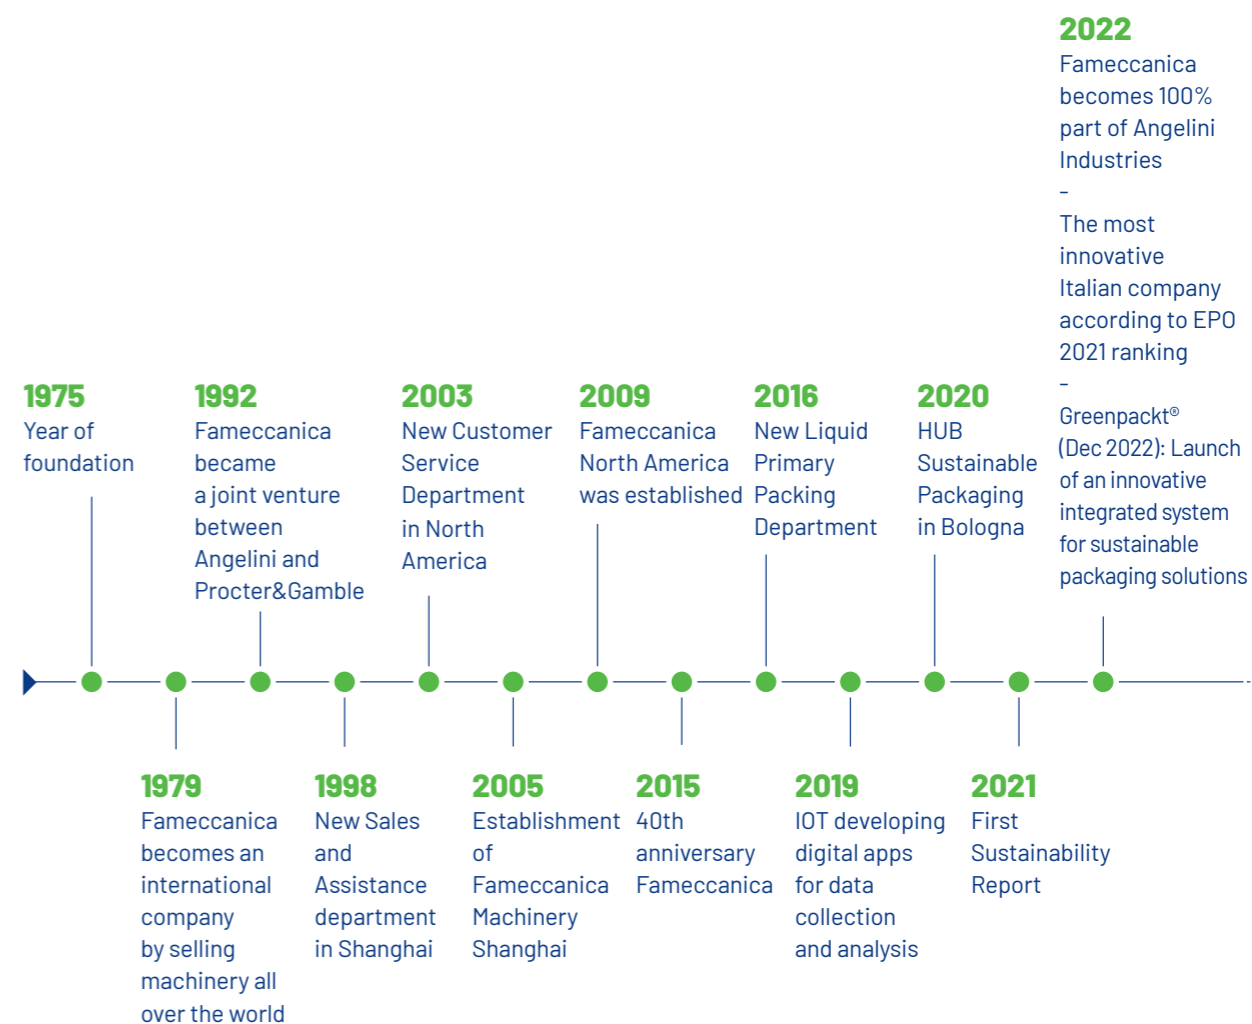 1975
Year of
foundation
1979
Fameccanica
becomes an
international
company
by selling
machinery all
over the world
1992
Fameccanica
became
a joint venture
between
Angelini and
Procter&Gamble
1998
New Sales
and
Assistance
department
in Shanghai
2003
New Customer
Service
Department
in North
America
2005
Establishment
of
Fameccanica
Machinery
Shanghai
2009
Fameccanica
North America
was established
2015
40th
anniversary
Fameccanica
2016
New Liquid
Primary
Packing
Department
2019
IOT developing
digital apps
for data
collection
and analysis
2020
HUB
Sustainable
Packaging
in Bologna
2021
First
Sustainability
Report
2022
Fameccanica
becomes 100%
part of Angelini
Industries
–
The most
innovative
Italian company
according to EPO
2021 ranking
–
Greenpackt®
(Dec 2022): Launch
of an innovative
integrated system
for sustainable
packaging solutions